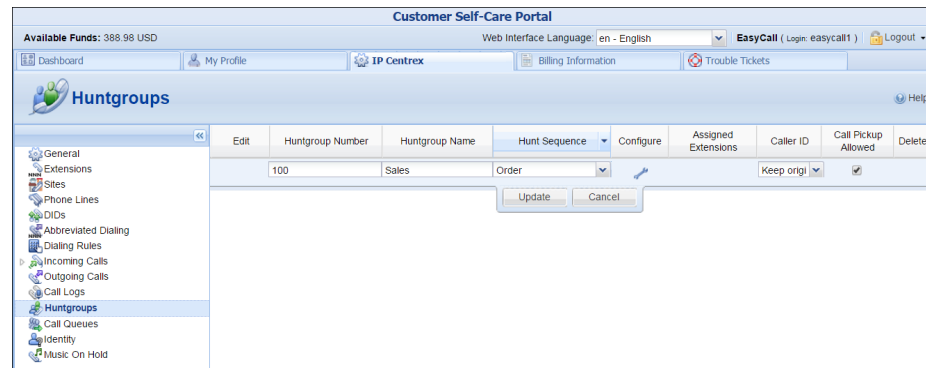 Customer Self-Care Portal
Available Funds: 388.98 USD
Web Interface Language: en - English
EasyCall ( Login: easycall1 )
Logout
Dashboard
My Profile
IP Centrex
Billing Information
Trouble Tickets
Huntgroups
Help
Edit
Huntgroup Number
Huntgroup Name
Hunt Sequence
Configure
Assigned
Extensions
Caller ID
Call Pickup
Allowed
Delete
100
Sales
Order
Keep origi
Update
Cancel
General
Extensions
Sites
Phone Lines
DIDs
Abbreviated Dialing
Dialing Rules
Incoming Calls
Outgoing Calls
Call Logs
Huntgroups
Call Queues
Identity
Music On Hold